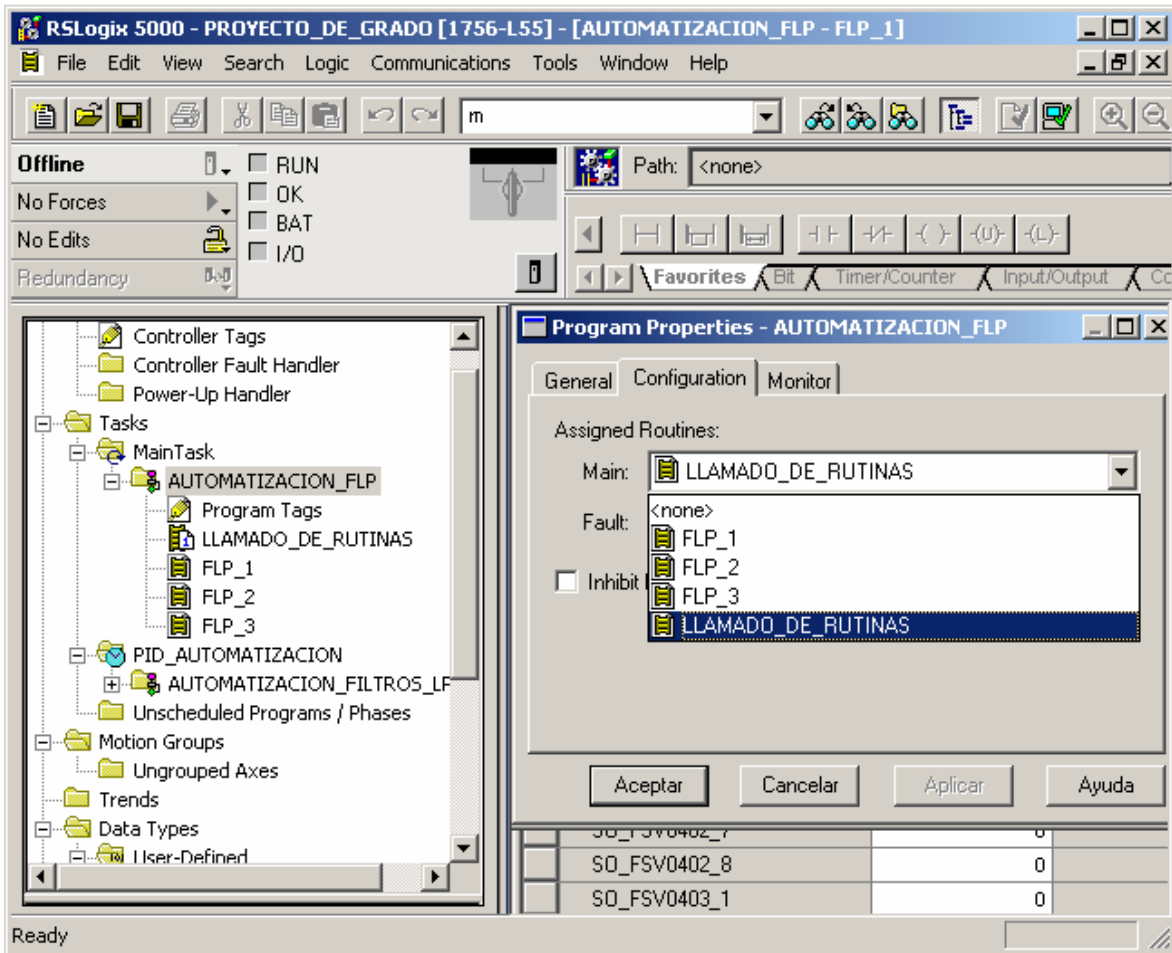 RSLogix 5000 - PROYECTO_DE_GRADO [1756-L55] - [AUTOMATIZACION_FLP - FLP_1]
File Edit View Search Logic Communications Tools Window Help
m
Offline
RUN
Path: <none>
No Forces
OK
BAT
No Edits
I/O
Redundancy
Favorites Bit Timer/Counter Input/Output
Controller Tags
Controller Fault Handler
Power-Up Handler
Tasks
MainTask
AUTOMATIZACION_FLP
Program Tags
LLAMADO_DE_RUTINAS
FLP_1
FLP_2
FLP_3
PID_AUTOMATIZACION
AUTOMATIZACION_FILTROS_LF
Unscheduled Programs / Phases
Motion Groups
Ungrouped Axes
Trends
Data Types
User-Defined
Program Properties - AUTOMATIZACION_FLP
General Configuration Monitor
Assigned Routines:
Main: LLAMADO_DE_RUTINAS
<none>
Fault:
FLP_1
FLP_2
Inhibit
FLP_3
LLAMADO_DE_RUTINAS
Aceptar Cancelar Aplicar Ayuda
SO_FSV0402_7 0
SO_FSV0402_8 0
SO_FSV0403_1 0
Ready